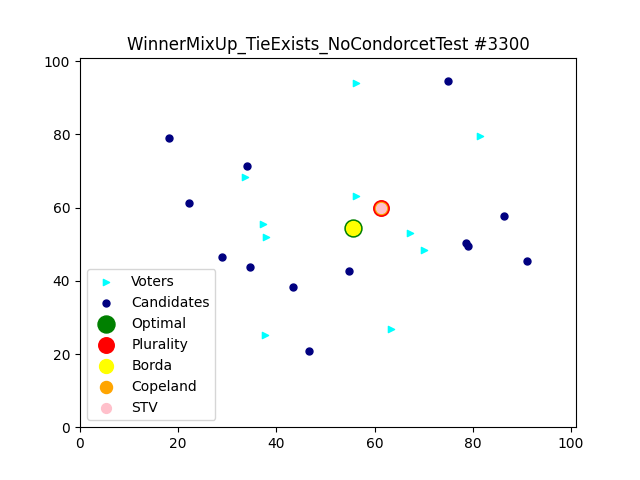 WinnerMixUp_TieExists_NoCondorcetTest #3300
100
80
60
40
20
0
Voters
Candidates
Optimal
Plurality
Borda
Copeland
STV
0 20 40 60 80 100